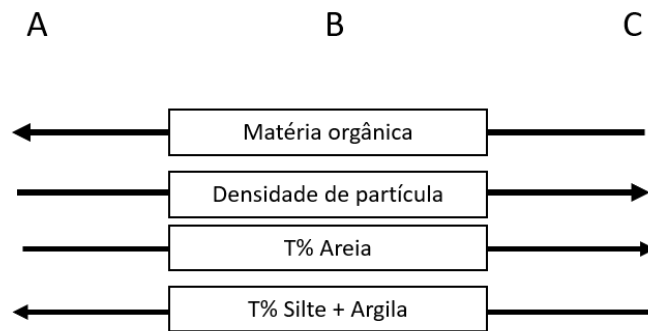 A B C
Matéria orgânica
Densidade de partícula
T% Areia
T% Silte + Argila